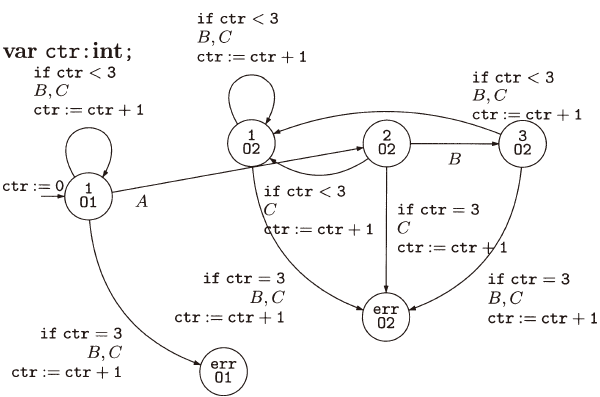 if ctr < 3
B, C
ctr := ctr + 1
var ctr:int;
if ctr < 3
B, C
ctr := ctr + 1
if ctr < 3
B, C
ctr := ctr + 1
1
02
2
02
3
02
B
ctr := 0
1
01
A
if ctr < 3
C
ctr := ctr + 1
if ctr = 3
C
ctr := ctr + 1
if ctr = 3
B, C
ctr := ctr + 1
if ctr = 3
B, C
ctr := ctr + 1
err
02
if ctr = 3
B, C
ctr := ctr + 1
err
01